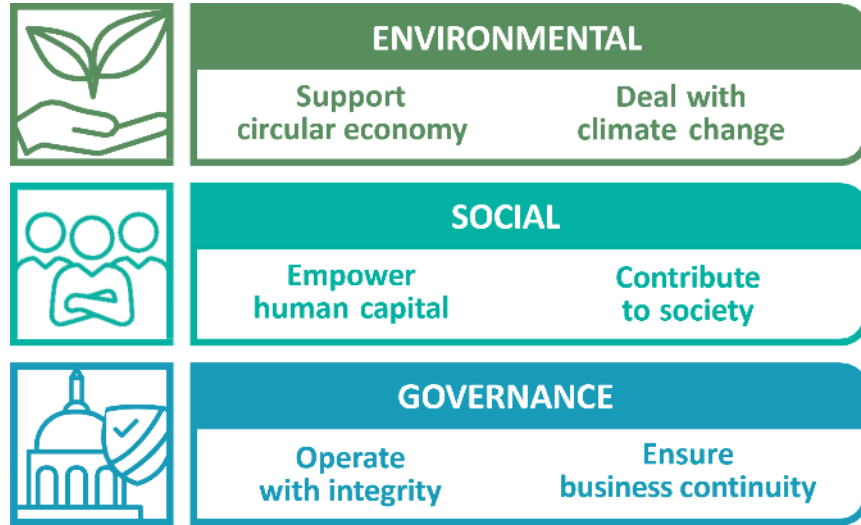 ENVIRONMENTAL
Support
circular economy
Deal with
climate change
SOCIAL
Empower
human capital
Contribute
to society
GOVERNANCE
Operate
with integrity
Ensure
business continuity